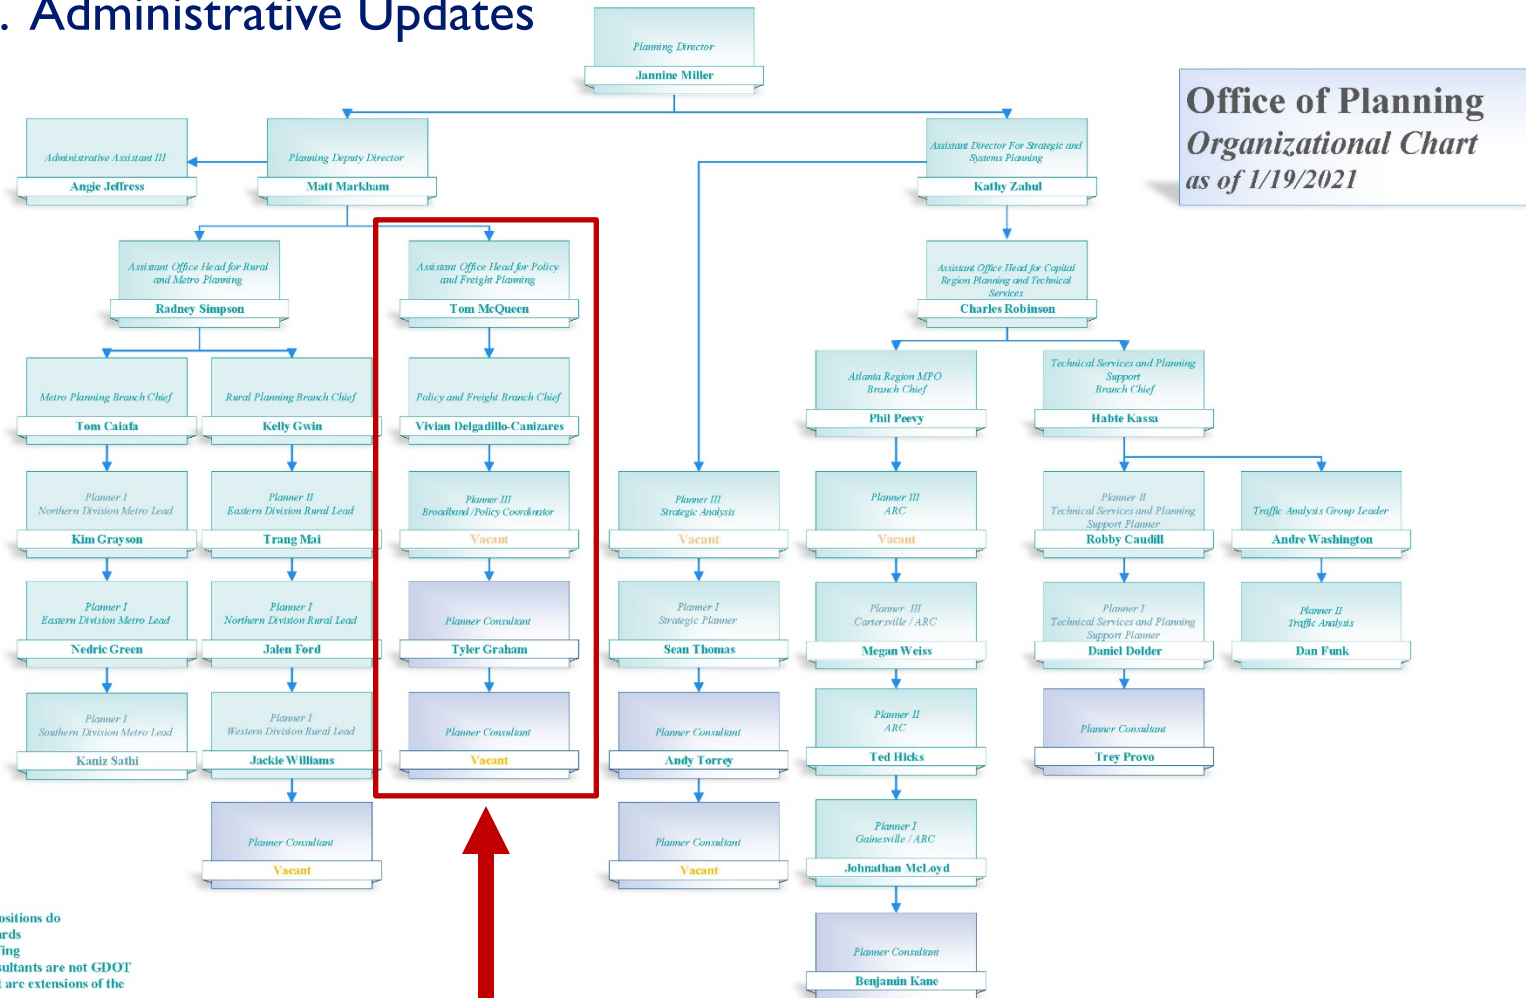 . Administrative Updates
Planning Director
Jannine Miller
Office of Planning
Organizational Chart
as of 1/19/2021
Administrative Assistant III
Angie Jeffress
Planning Deputy Director
Matt Markham
Assistant Director For Strategic and
Systems Planning
Kathy Zahul
Assistant Office Head for Rural
and Metro Planning
Radney Simpson
Assistant Office Head for Policy
and Freight Planning
Tom McQueen
Assistant Office Head for Capital
Region Planning and Technical
Services
Charles Robinson
Metro Planning Branch Chief
Tom Caiafa
Rural Planning Branch Chief
Kelly Gwin
Policy and Freight Branch Chief
Vivian Delgadillo-Canizares
Atlanta Region MPO
Branch Chief
Phil Peevy
Technical Services and Planning
Support
Branch Chief
Habte Kassa
Planner I
Northern Division Metro Lead
Kim Grayson
Planner II
Eastern Division Rural Lead
Trang Mai
Planner III
Broadband /Policy Coordinator
Vacant
Planner III
Strategic Analysis
Vacant
Planner III
ARC
Vacant
Planner II
Technical Services and Planning
Support Planner
Robby Caudill
Traffic Analysis Group Leader
Andre Washington
Planner I
Eastern Division Metro Lead
Nedric Green
Planner I
Northern Division Rural Lead
Jalen Ford
Planner Consultant
Tyler Graham
Planner I
Strategic Planner
Sean Thomas
Planner III
Cartersville / ARC
Megan Weiss
Planner I
Technical Services and Planning
Support Planner
Daniel Dolder
Planner II
Traffic Analysis
Dan Funk
Planner I
Southern Division Metro Lead
Kaniz Sathi
Planner I
Western Division Rural Lead
Jackie Williams
Planner Consultant
Vacant
Planner Consultant
Andy Torrey
Planner II
ARC
Ted Hicks
Planner Consultant
Trey Provo
Planner Consultant
Vacant
Planner Consultant
Vacant
Planner I
Gainesville / ARC
Johnathan McLoyd
Planner Consultant
Benjamin Kane
ositions do
ards
fing
sultants are not GDOT
t are extensions of the